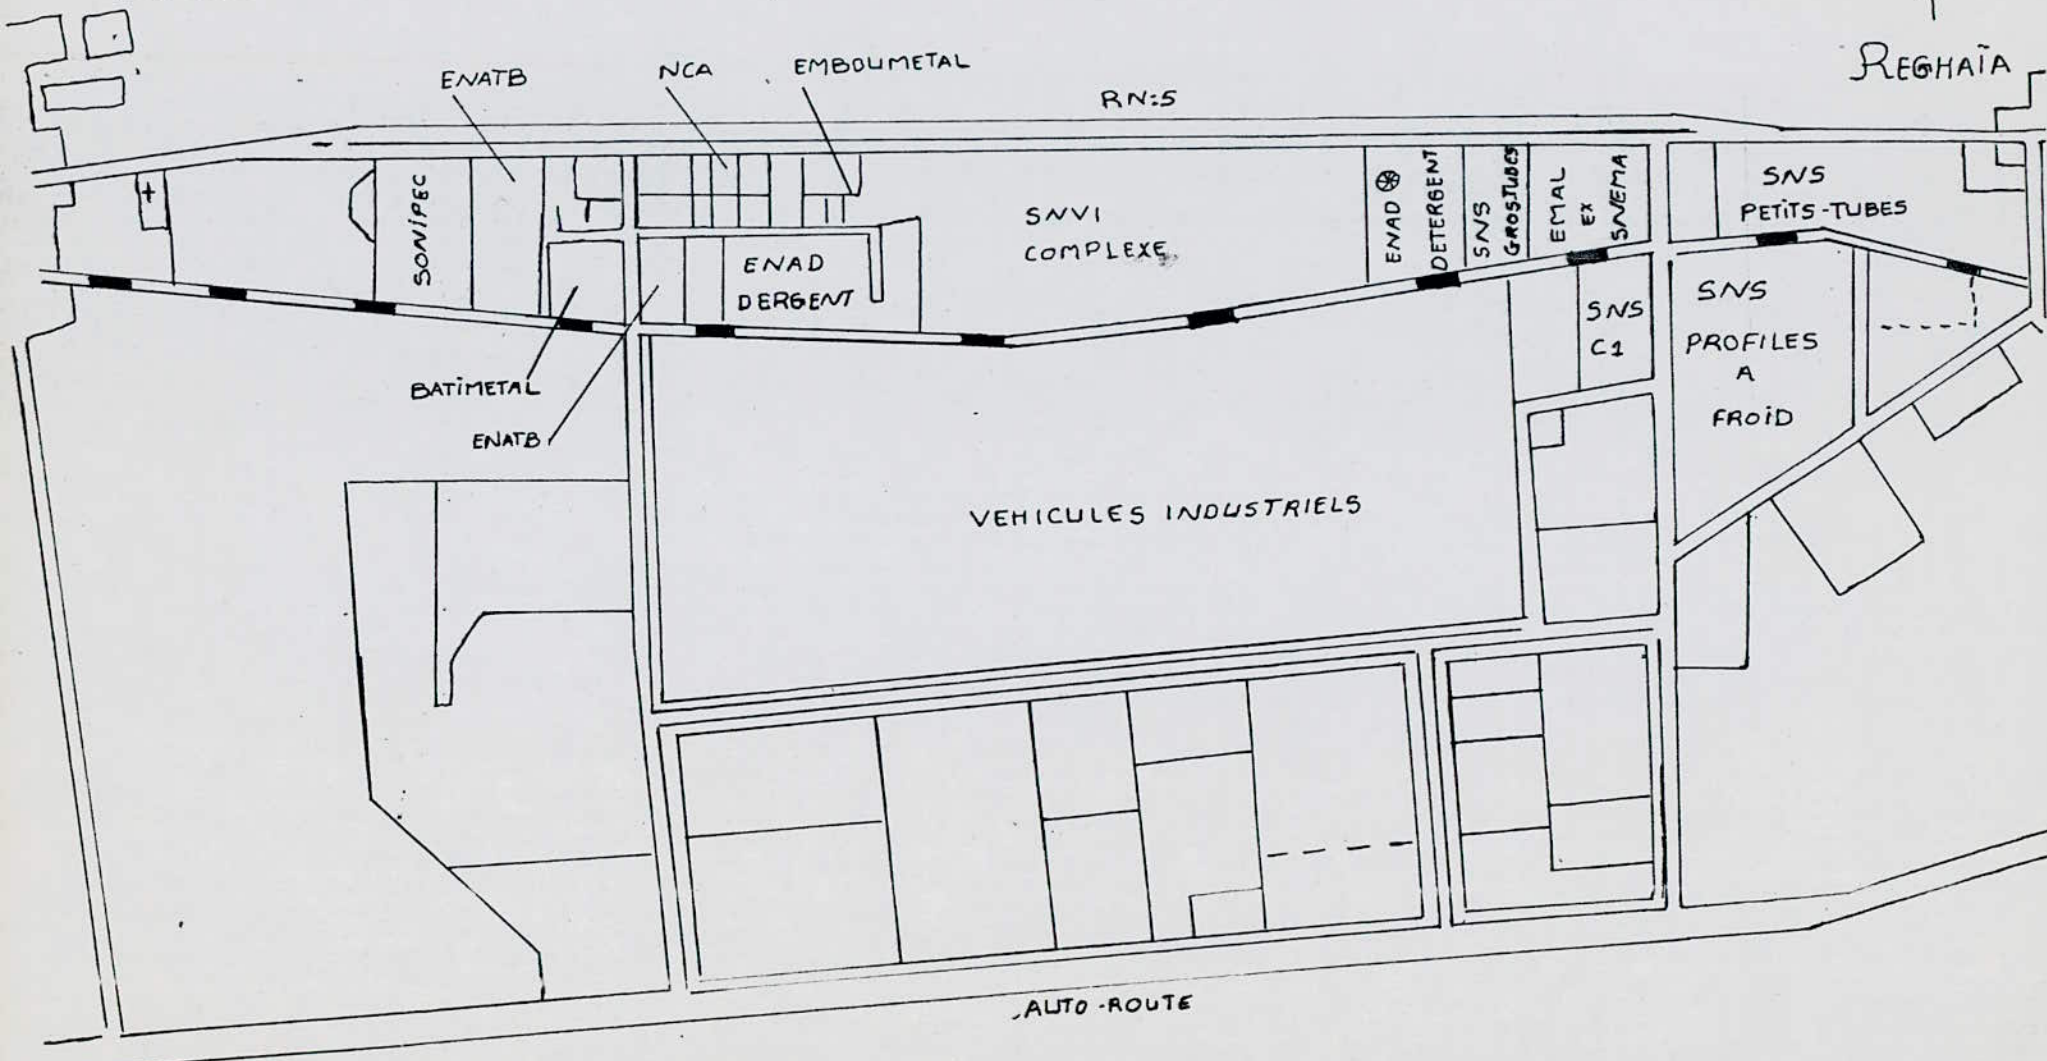 REGHAÏA
ENATB
NCA
EMBOUMETAL
RN:5
SONIPEC
SNVI
COMPLEXE
ENAD
DETERGENT
SNS
GROSTUBES
EMAL
EX
SNEMA
SNS
PETITS-TUBES
ENAD
DERGENT
SNS
C1
SNS
PROFILES
A
FROID
BATIMETAL
ENATB
VEHICULES INDUSTRIELS
AUTO-ROUTE